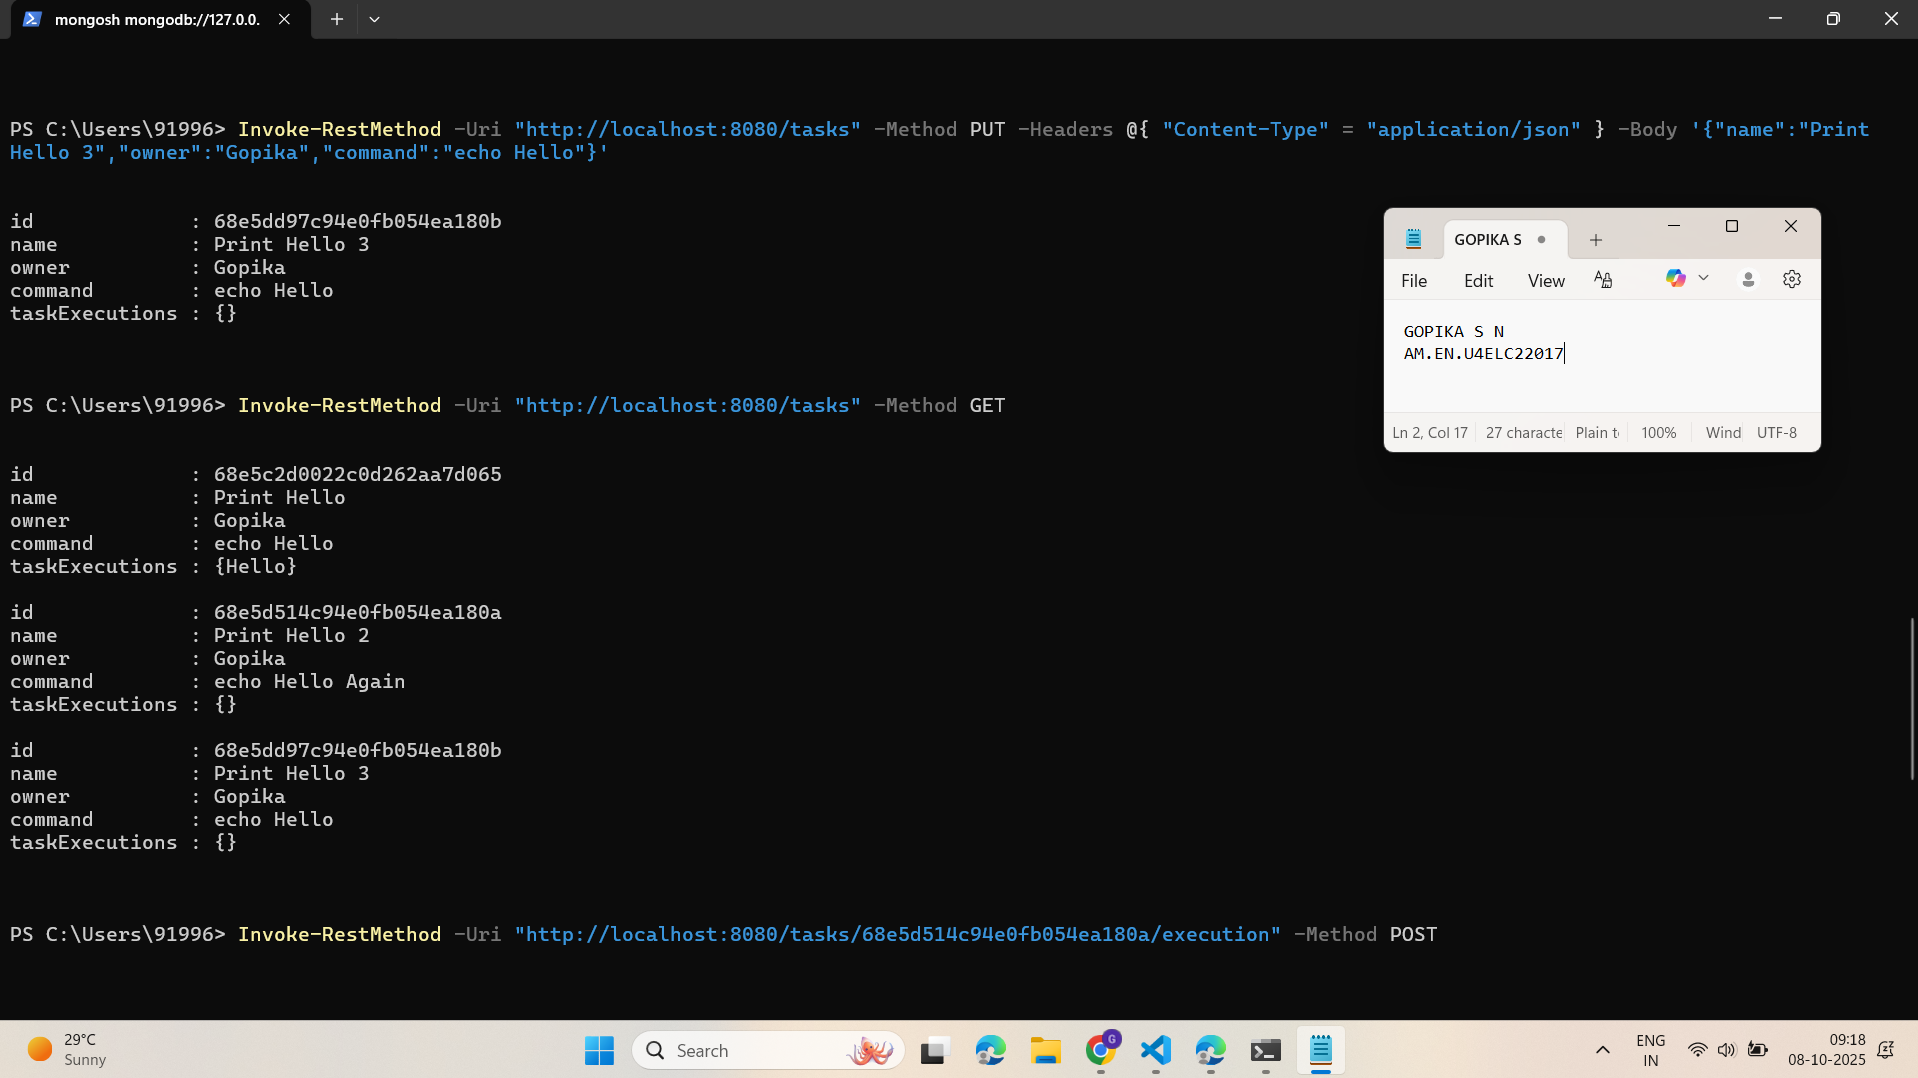 mongosh mongodb://127.0.0.
PS C:\Users\91996> Invoke-RestMethod -Uri "http://localhost:8080/tasks" -Method PUT -Headers @{ "Content-Type" = "application/json" } -Body '{"name":"Print
Hello 3","owner":"Gopika","command":"echo Hello"}'
id : 68e5dd97c94e0fb054ea180b
name : Print Hello 3
owner : Gopika
command : echo Hello
taskExecutions : {}
PS C:\Users\91996> Invoke-RestMethod -Uri "http://localhost:8080/tasks" -Method GET
id : 68e5c2d0022c0d262aa7d065
name : Print Hello
owner : Gopika
command : echo Hello
taskExecutions : {Hello}
id : 68e5d514c94e0fb054ea180a
name : Print Hello 2
owner : Gopika
command : echo Hello Again
taskExecutions : {}
id : 68e5dd97c94e0fb054ea180b
name : Print Hello 3
owner : Gopika
command : echo Hello
taskExecutions : {}
PS C:\Users\91996> Invoke-RestMethod -Uri "http://localhost:8080/tasks/68e5d514c94e0fb054ea180a/execution" -Method POST
GOPIKA S
File Edit View
GOPIKA S N
AM.EN.U4ELC22017
Ln 2, Col 17 27 characte Plain t Wind 100% UTF-8
29°C
Sunny
Search
G
ENG
IN
09:18
08-10-2025